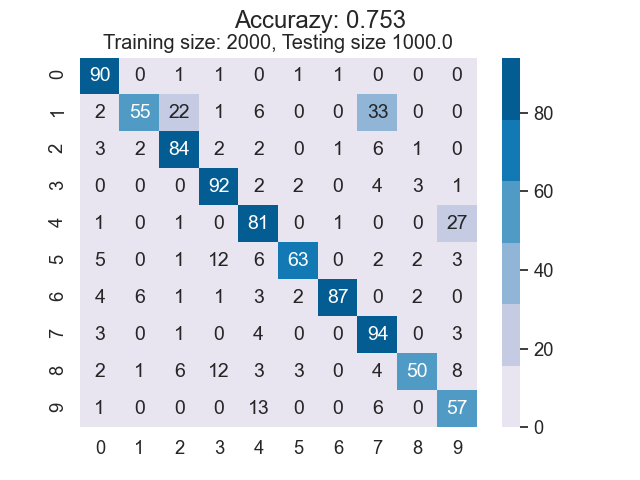 Accurazy: 0.753
Training size: 2000, Testing size 1000.0
0 90 0 1 1 0 1 1 0 0 0
1 2 55 22 1 6 0 0 33 0 0
2 3 2 84 2 2 0 1 6 1 0
3 0 0 0 92 2 2 0 4 3 1
4 1 0 1 0 81 0 1 0 0 27
5 5 0 1 12 6 63 0 2 2 3
6 4 6 1 1 3 2 87 0 2 0
7 3 0 1 0 4 0 0 94 0 3
8 2 1 6 12 3 3 0 4 50 8
9 1 0 0 0 13 0 0 6 0 57
0 1 2 3 4 5 6 7 8 9
80
60
40
20
0